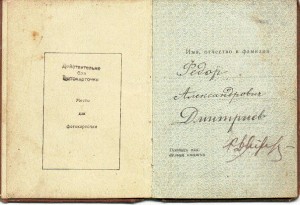 Действительно
без
фотокарточки
Место
для
фотокарточки
Имя, отчество и фамилия
Федор
Александрович
Дмитриев